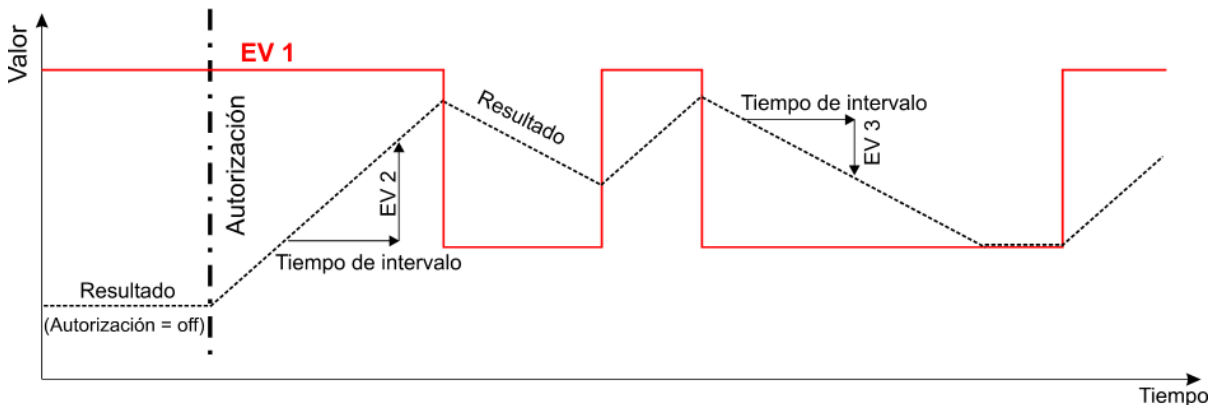 Valor
EV 1
Autorización
Resultado
(Autorización = off)
EV 2
Tiempo de intervalo
Resultado
Tiempo de intervalo
EV 3
Tiempo